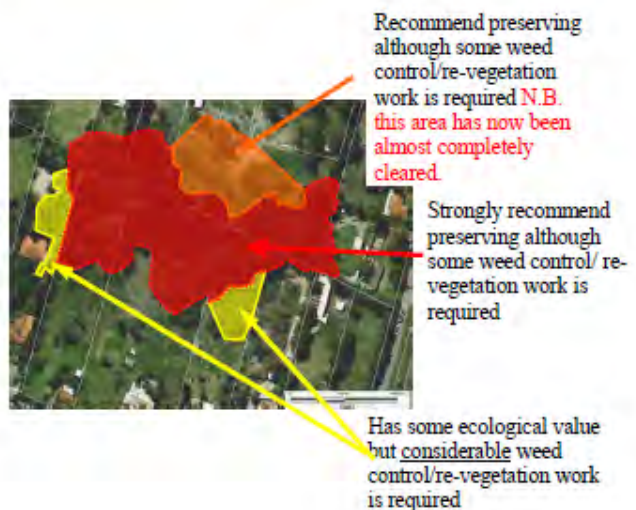 Recommend preserving
although some weed
control/re-vegetation
work is required N.B.
this area has now been
almost completely
cleared.
Strongly recommend
preserving although
some weed control/ re-
vegetation work is
required
Has some ecological value
but considerable weed
control/re-vegetation work
is required